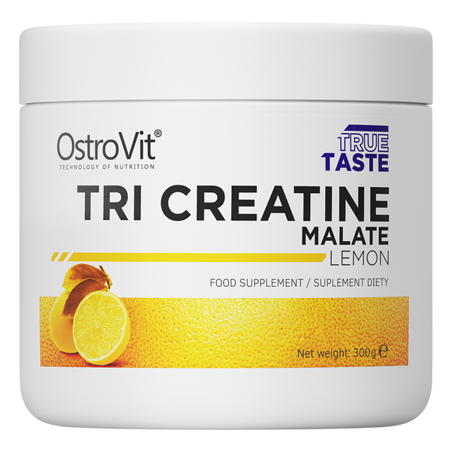 OstroVit®
TECHNOLOGY OF NUTRITION
TRUE
TASTE
TRI CREATINE
MALATE
LEMON
FOOD SUPPLEMENT / SUPLEMENT DIETY
Net weight: 300g ℮